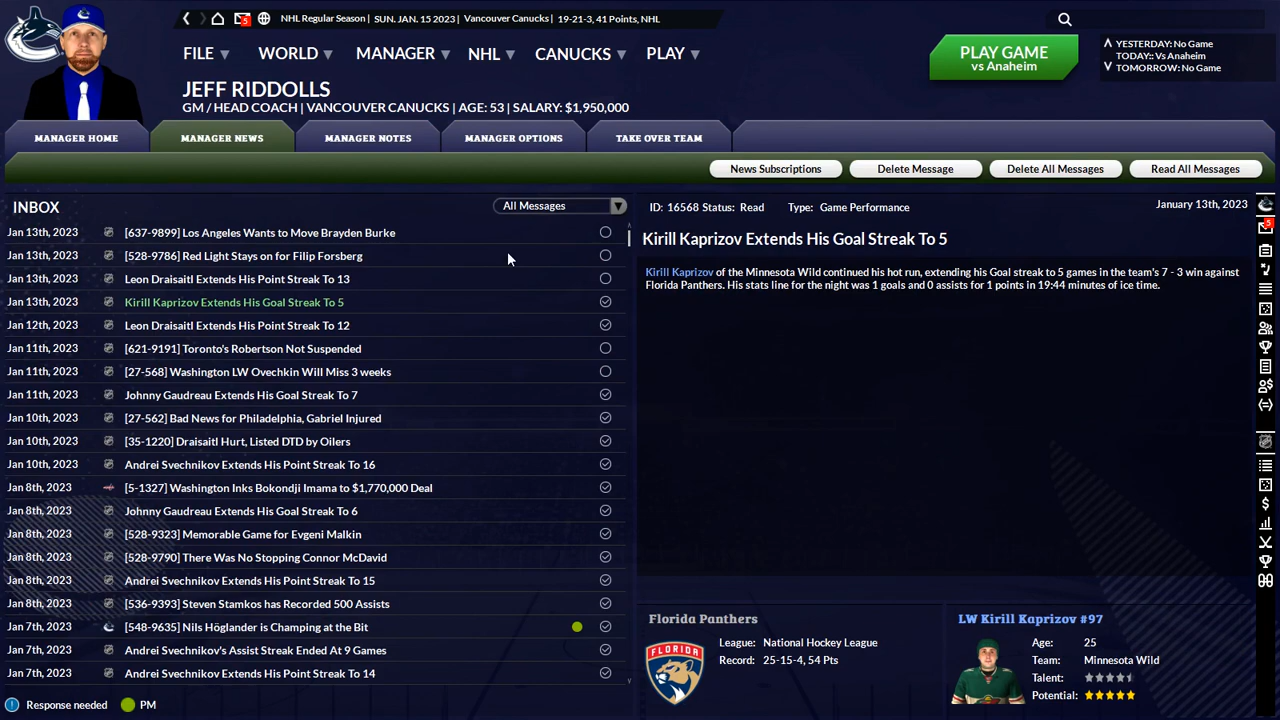 NHL Regular Season | SUN. JAN. 15 2023 | Vancouver Canucks | 19-21-3, 41 Points, NHL
5
FILE WORLD MANAGER NHL CANUCKS PLAY
PLAY GAME
vs Anaheim
YESTERDAY: No Game
TODAY:: Vs Anaheim
TOMORROW: No Game
JEFF RIDDOLLS
GM / HEAD COACH | VANCOUVER CANUCKS | AGE: 53 | SALARY: $1,950,000
MANAGER HOME MANAGER NEWS MANAGER NOTES MANAGER OPTIONS TAKE OVER TEAM
News Subscriptions Delete Message Delete All Messages Read All Messages
INBOX All Messages
Jan 13th, 2023 [637-9899] Los Angeles Wants to Move Brayden Burke
Jan 13th, 2023 [528-9786] Red Light Stays on for Filip Forsberg
Jan 13th, 2023 Leon Draisaitl Extends His Point Streak To 13
Jan 13th, 2023 Kirill Kaprizov Extends His Goal Streak To 5
Jan 12th, 2023 Leon Draisaitl Extends His Point Streak To 12
Jan 11th, 2023 [621-9191] Toronto's Robertson Not Suspended
Jan 11th, 2023 [27-568] Washington LW Ovechkin Will Miss 3 weeks
Jan 11th, 2023 Johnny Gaudreau Extends His Goal Streak To 7
Jan 10th, 2023 [27-562] Bad News for Philadelphia, Gabriel Injured
Jan 10th, 2023 [35-1220] Draisaitl Hurt, Listed DTD by Oilers
Jan 10th, 2023 Andrei Svechnikov Extends His Point Streak To 16
Jan 8th, 2023 [5-1327] Washington Inks Bokondji Imama to $1,770,000 Deal
Jan 8th, 2023 Johnny Gaudreau Extends His Goal Streak To 6
Jan 8th, 2023 [528-9323] Memorable Game for Evgeni Malkin
Jan 8th, 2023 [528-9790] There Was No Stopping Connor McDavid
Jan 8th, 2023 Andrei Svechnikov Extends His Point Streak To 15
Jan 8th, 2023 [536-9393] Steven Stamkos has Recorded 500 Assists
Jan 7th, 2023 [548-9635] Nils Höglander is Champing at the Bit
Jan 7th, 2023 Andrei Svechnikov's Assist Streak Ended At 9 Games
Jan 7th, 2023 Andrei Svechnikov Extends His Point Streak To 14
Response needed PM
ID: 16568 Status: Read Type: Game Performance January 13th, 2023
Kirill Kaprizov Extends His Goal Streak To 5
Kirill Kaprizov of the Minnesota Wild continued his hot run, extending his Goal streak to 5 games in the team's 7 - 3 win against
Florida Panthers. His stats line for the night was 1 goals and 0 assists for 1 points in 19:44 minutes of ice time.
Florida Panthers
FLORIDA
League: National Hockey League
Record: 25-15-4, 54 Pts
LW Kirill Kaprizov #97
Age: 25
Team: Minnesota Wild
Talent:
Potential:
5